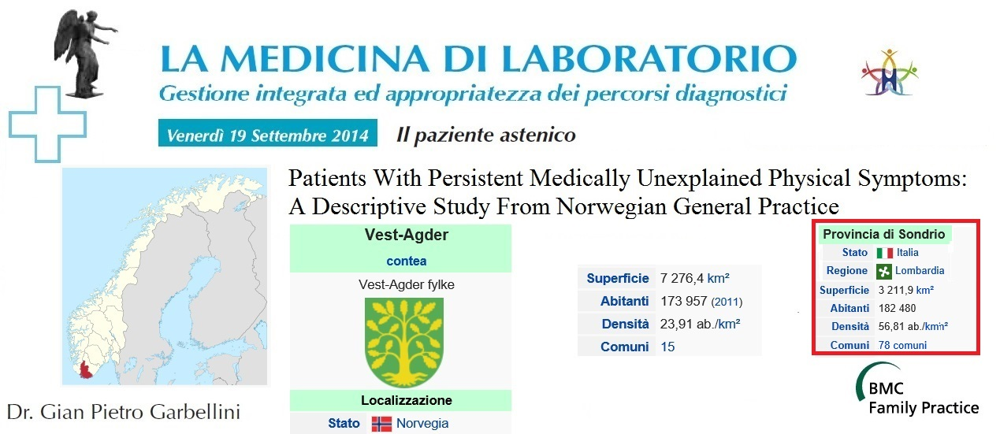 LA MEDICINA DI LABORATORIO
Gestione integrata ed appropriatezza dei percorsi diagnostici
Venerdì 19 Settembre 2014 Il paziente astenico
Patients With Persistent Medically Unexplained Physical Symptoms:
A Descriptive Study From Norwegian General Practice
Vest-Agder
contea
Vest-Agder fylke
Localizzazione
Stato Norvegia
Superficie 7 276,4 km²
Abitanti 173 957 (2011)
Densità 23,91 ab./km²
Comuni 15
Provincia di Sondrio
Stato Italia
Regione Lombardia
Superficie 3 211,9 km²
Abitanti 182 480
Densità 56,81 ab./km²
Comuni 78 comuni
BMC
Family Practice
Dr. Gian Pietro Garbellini